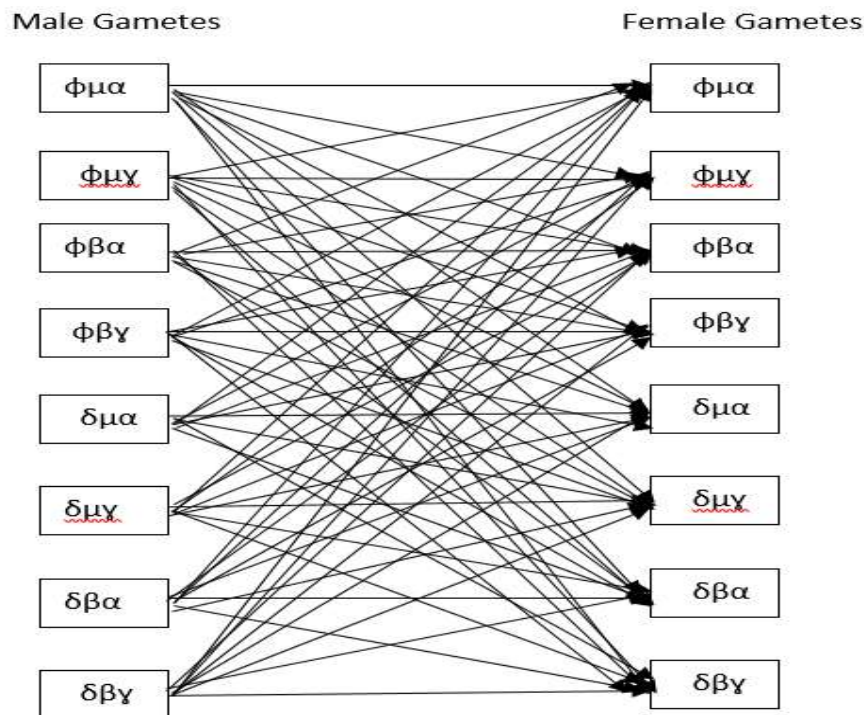 Male Gametes Female Gametes
ϕμα ϕμα
ϕμɣ ϕμɣ
ϕβα ϕβα
ϕβɣ ϕβɣ
δμα δμα
δμɣ δμɣ
δβα δβα
δβɣ δβɣ